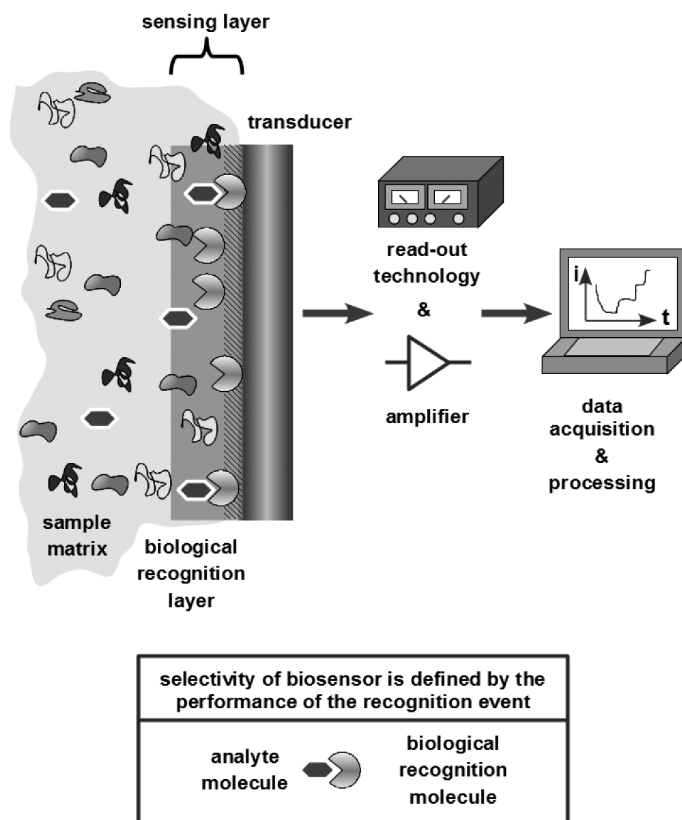 sensing layer
transducer
read-out
technology
&
amplifier
i
t
data
acquisition
&
processing
sample
matrix
biological
recognition
layer
selectivity of biosensor is defined by the
performance of the recognition event
analyte
molecule
biological
recognition
molecule